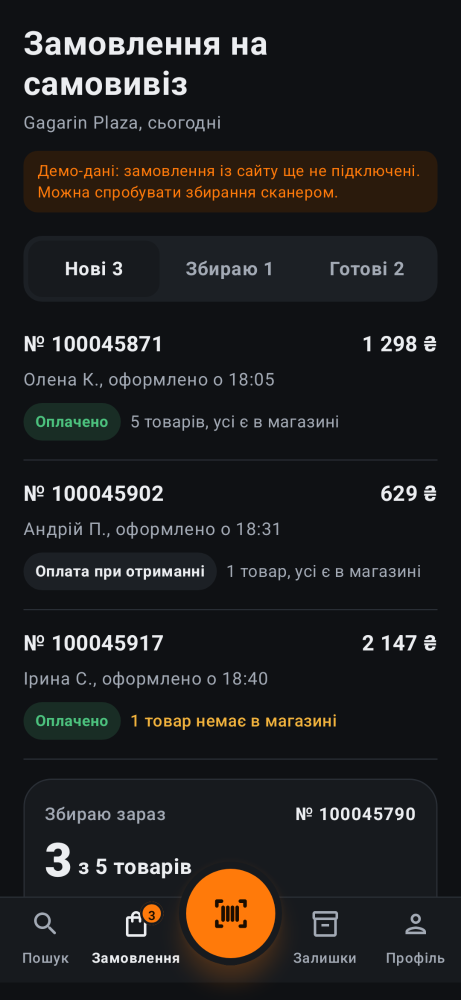 Замовлення на
самовивіз
Gagarin Plaza, сьогодні
Демо-дані: замовлення із сайту ще не підключені.
Можна спробувати збирання сканером.
Нові 3
Збираю 1
Готові 2
№ 100045871
1 298 ₴
Олена К., оформлено о 18:05
Оплачено
5 товарів, усі є в магазині
№ 100045902
629 ₴
Андрій П., оформлено о 18:31
Оплата при отриманні
1 товар, усі є в магазині
№ 100045917
2 147 ₴
Ірина С., оформлено о 18:40
Оплачено
1 товар немає в магазині
Збираю зараз
№ 100045790
3 з 5 товарів
3
Пошук
Замовлення
Залишки
Профіль